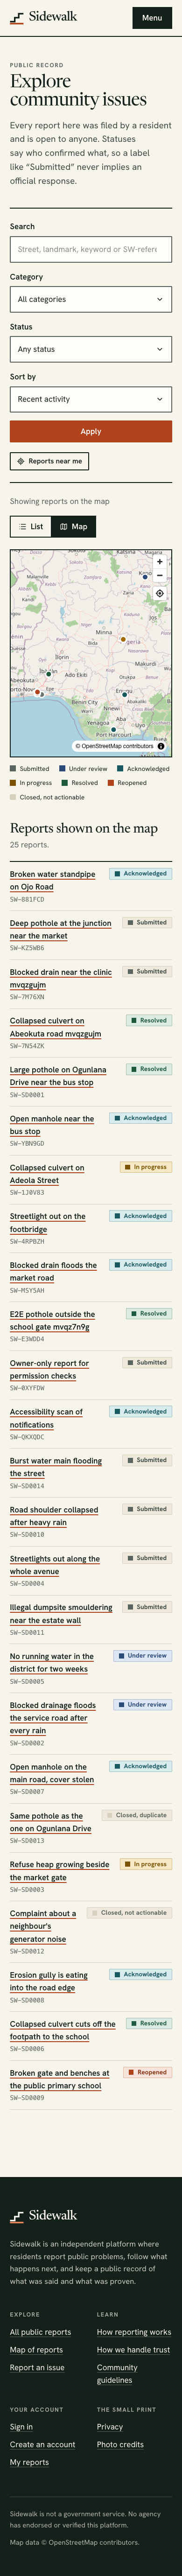 Sidewalk
Menu
PUBLIC RECORD
Explore
community issues
Every report here was filed by a resident
and is open to anyone. Statuses
say who confirmed what, so a label
like “Submitted” never implies an
official response.
Search
Street, landmark, keyword or SW-refere
Category
All categories
Status
Any status
Sort by
Recent activity
Apply
Reports near me
Showing reports on the map
List
Map
Minna
Abuja
Nigeria
Makurdi
Ilorin
Ado Ekiti
Benin City
Enugu
Yenagoa
Aba
Uyo
Port Harcourt
© OpenStreetMap contributors
Submitted
Under review
Acknowledged
In progress
Resolved
Reopened
Closed, not actionable
Reports shown on the map
25 reports.
Broken water standpipe
on Ojo Road
Acknowledged
SW-881FCD
Deep pothole at the junction
near the market
Submitted
SW-KZ5WB6
Blocked drain near the clinic
mvqzgjum
Submitted
SW-7M76XN
Collapsed culvert on
Abeokuta road mvqzgmjum
Resolved
SW-7N54ZK
Large pothole on Ogunlana
Drive near the bus stop
Resolved
SW-SD0001
Open manhole near the
bus stop
Acknowledged
SW-YBN9GD
Collapsed culvert on
Adeola Street
In progress
SW-1J0V83
Streetlight out on the
footbridge
Acknowledged
SW-4RPBZH
Blocked drain floods the
market road
Acknowledged
SW-MSY5AH
E2E pothole outside the
school gate mvqz7n9g
Resolved
SW-E3WDD4
Owner-only report for
permission checks
Submitted
SW-0XYFDW
Accessibility scan of
notifications
Acknowledged
SW-QKXQDC
Burst water main flooding
the street
Submitted
SW-SD0014
Road shoulder collapsed
after heavy rain
Submitted
SW-SD0010
Streetlights out along the
whole avenue
Submitted
SW-SD0004
Illegal dumpsite smouldering
near the estate wall
Submitted
SW-SD0011
No running water in the
district for two weeks
Under review
SW-SD0005
Blocked drainage floods
the service road after
every rain
Under review
SW-SD0002
Open manhole on the
main road, cover stolen
Acknowledged
SW-SD0007
Same pothole as the
one on Ogunlana Drive
Closed, duplicate
SW-SD0013
Refuse heap growing beside
the market gate
In progress
SW-SD0003
Complaint about a
neighbour's
generator noise
Closed, not actionable
SW-SD0012
Erosion gully is eating
into the road edge
Acknowledged
SW-SD0008
Collapsed culvert cuts off the
footpath to the school
Resolved
SW-SD0006
Broken gate and benches at
the public primary school
Reopened
SW-SD0009
Sidewalk
Sidewalk is an independent platform where
residents report public problems, follow what
happens next, and keep a public record of
what was said and what was proven.
EXPLORE
All public reports
Map of reports
Report an issue
LEARN
How reporting works
How we handle trust
Community
guidelines
YOUR ACCOUNT
Sign in
Create an account
My reports
THE SMALL PRINT
Privacy
Photo credits
Sidewalk is not a government service. No agency
has endorsed or verified this platform.
Map data © OpenStreetMap contributors.